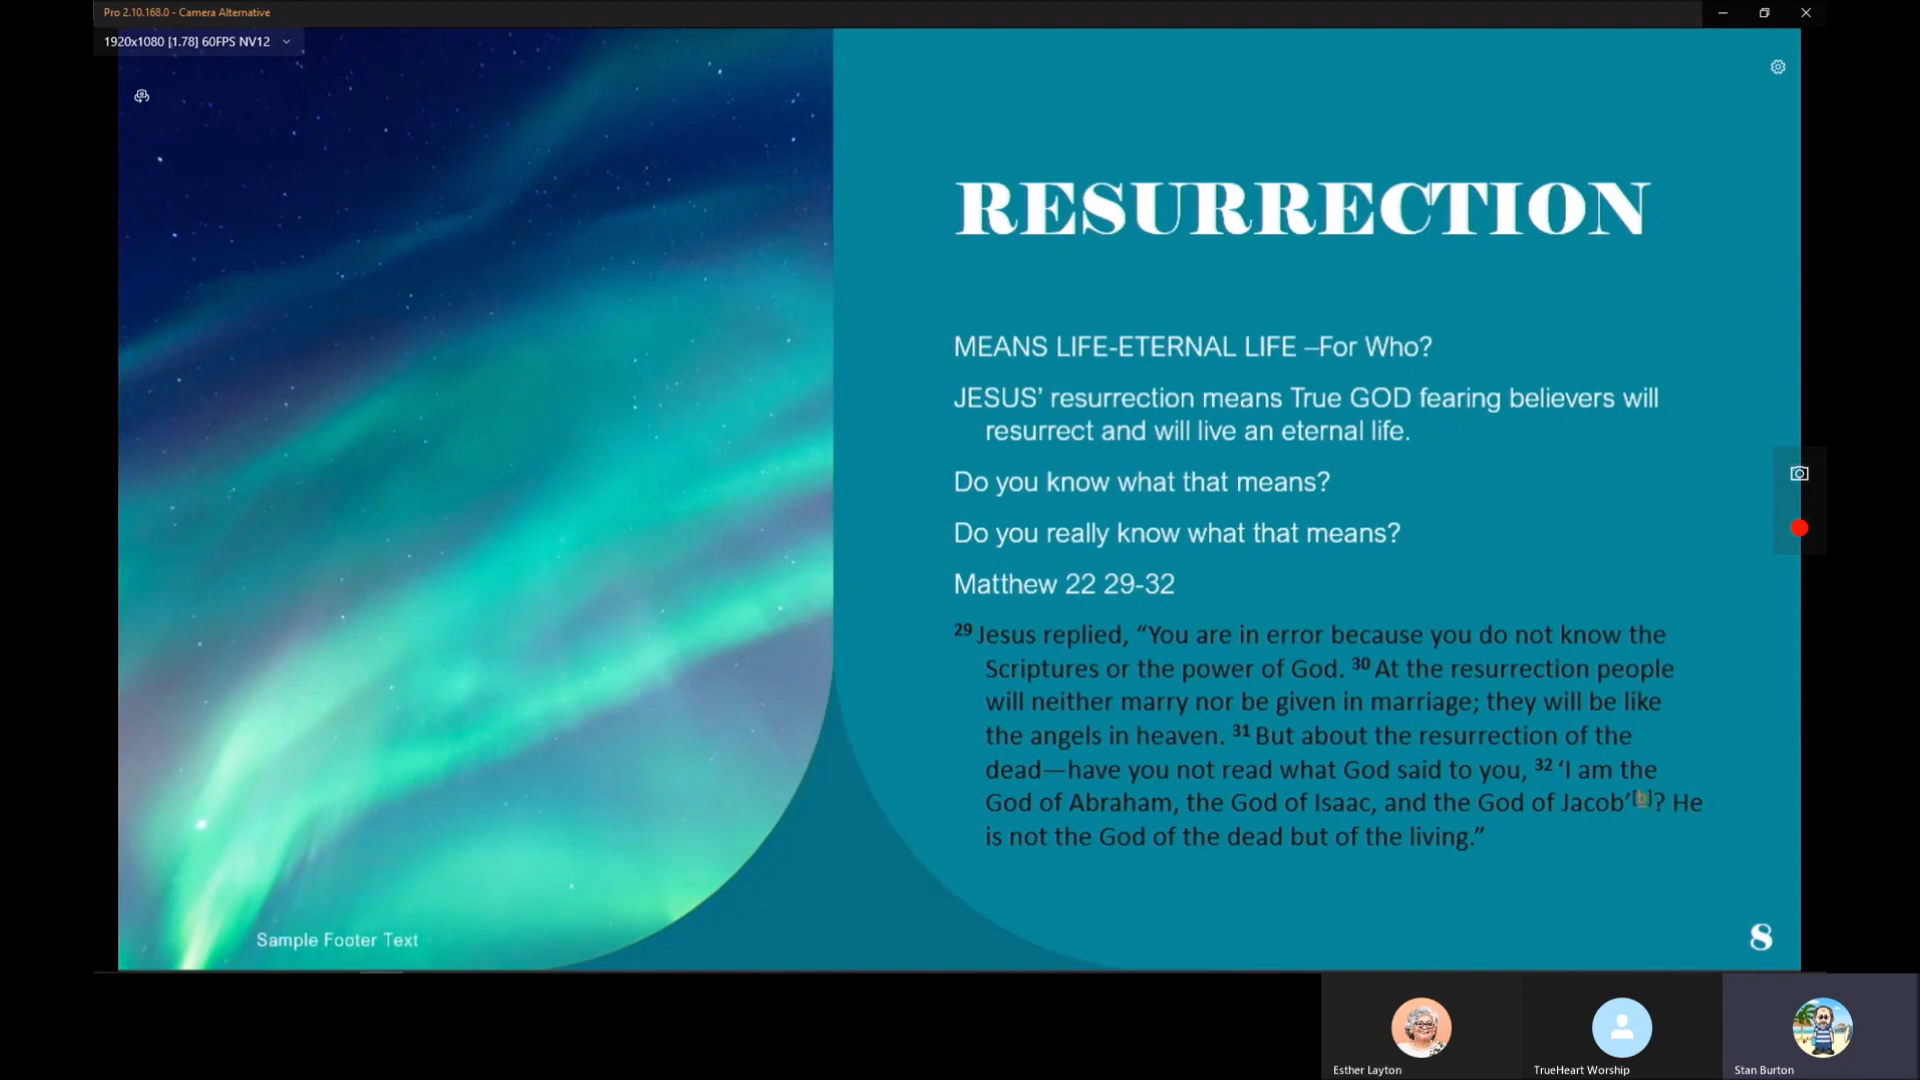 Pro 2.10.168.0 - Camera Alternative
1920x1080 [1.78] 60FPS NV12
RESURRECTION
MEANS LIFE-ETERNAL LIFE –For Who?
JESUS’ resurrection means True GOD fearing believers will
resurrect and will live an eternal life.
Do you know what that means?
Do you really know what that means?
Matthew 22 29-32
29 Jesus replied, “You are in error because you do not know the
Scriptures or the power of God. 30 At the resurrection people
will neither marry nor be given in marriage; they will be like
the angels in heaven. 31 But about the resurrection of the
dead—have you not read what God said to you, 32 ‘I am the
God of Abraham, the God of Isaac, and the God of Jacob’[b]? He
is not the God of the dead but of the living.”
Sample Footer Text
8
Esther Layton
TrueHeart Worship
Stan Burton